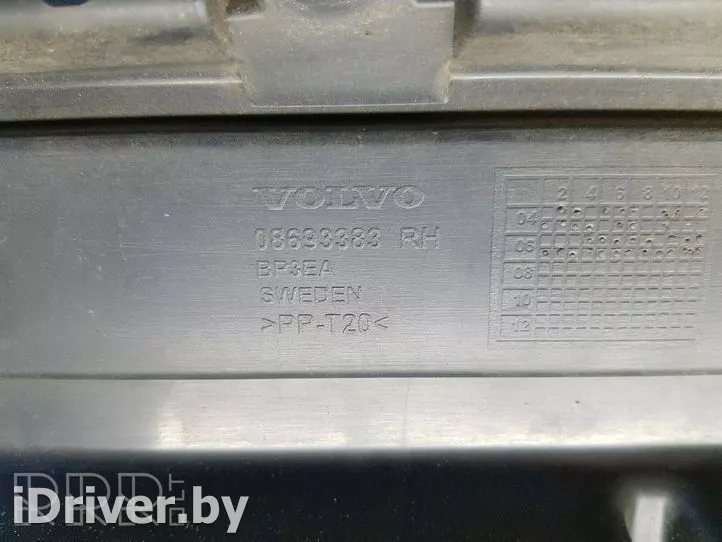 VOLVO
08693383 RH
BP3EA
SWEDEN
>PP-T20<
2 4 6 8 10 12
04
06
08
10
12
iDriver.by